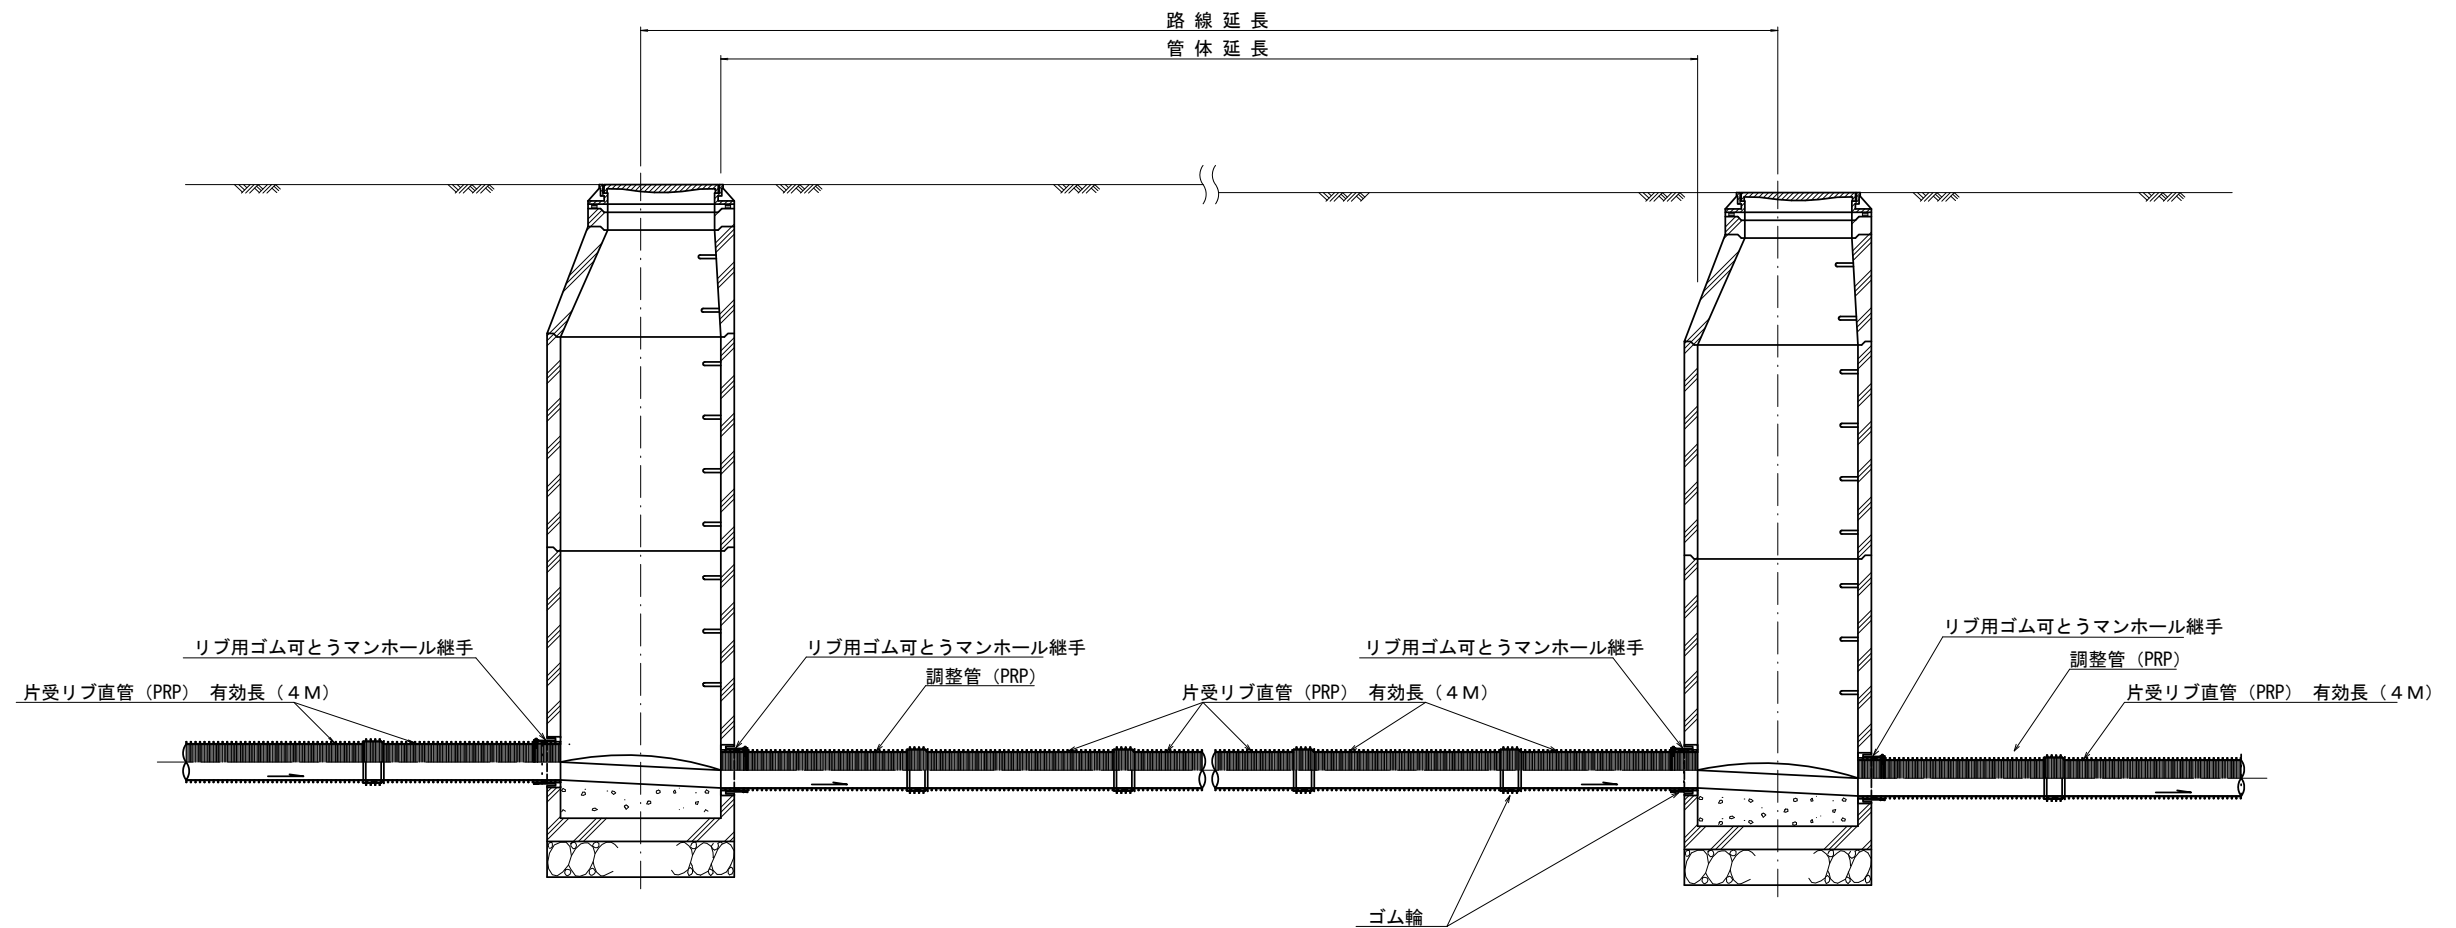 路線延長
管体延長
リブ用ゴム可とうマンホール継手
リブ用ゴム可とうマンホール継手
リブ用ゴム可とうマンホール継手
リブ用ゴム可とうマンホール継手
調整管（PRP）
調整管（PRP）
片受リブ直管（PRP） 有効長（４Ｍ）
片受リブ直管（PRP） 有効長（４Ｍ）
片受リブ直管（PRP） 有効長（４Ｍ）
ゴム輪